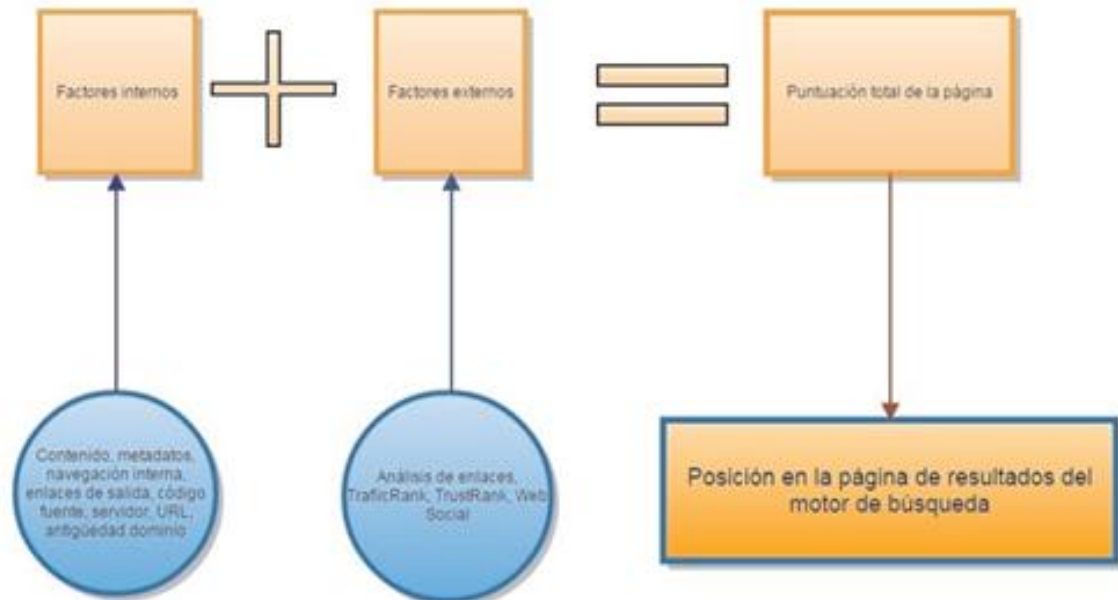 Factores internos
Factores externos
Puntuación total de la página
Contenido, metadatos,
navegación interna,
enlaces de salida, código
fuente, servidor, URL,
antigüedad dominio
Análisis de enlaces,
TrafficRank, TrustRank, Web
Social
Posición en la página de resultados del
motor de búsqueda